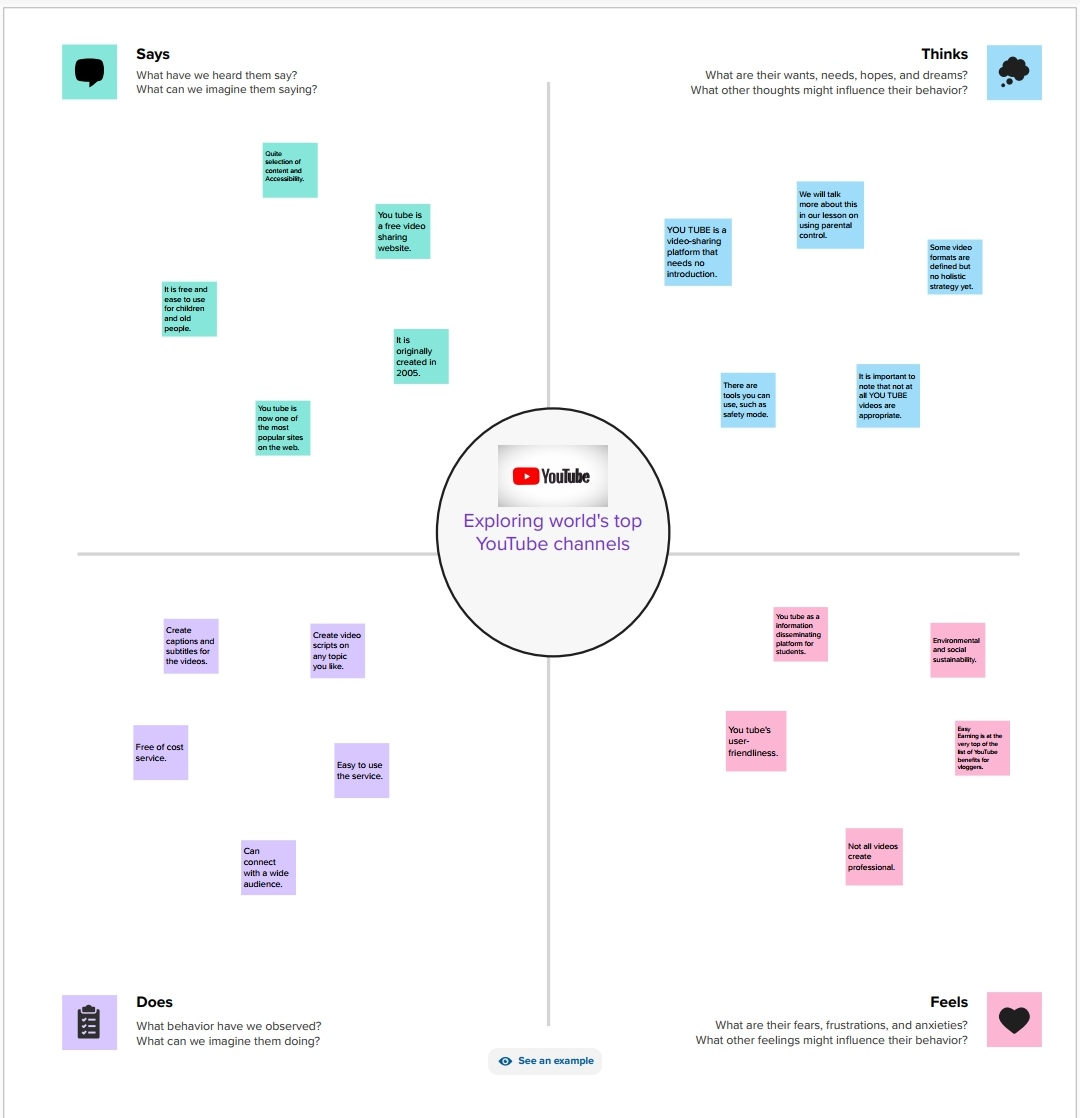 Says
What have we heard them say?
What can we imagine them saying?
Thinks
What are their wants, needs, hopes, and dreams?
What other thoughts might influence their behavior?
Quite
selection of
content and
Accessibility.
You tube is
a free video
sharing
website.
It is free and
ease to use
for children
and old
people.
It is
originally
created in
2005.
You tube is
now one of
the most
popular sites
on the web.
YOU TUBE is a
video-sharing
platform that
needs no
introduction.
We will talk
more about this
in our lesson on
using parental
control.
Some video
formats are
defined but
no holistic
strategy yet.
There are
tools you can
use, such as
safety mode.
It is important to
note that not at
all YOU TUBE
videos are
appropriate.
YouTube
Exploring world's top
YouTube channels
Create
captions and
subtitles for
the videos.
Create video
scripts on
any topic
you like.
Free of cost
service.
Easy to use
the service.
Can
connect
with a wide
audience.
You tube as a
information
disseminating
platform for
students.
Environmental
and social
sustainability.
You tube's
user-
friendliness.
Easy
Earning is at the
very top of the
list of YouTube
benefits for
vloggers.
Not all videos
create
professional.
Does
What behavior have we observed?
What can we imagine them doing?
Feels
What are their fears, frustrations, and anxieties?
What other feelings might influence their behavior?
See an example